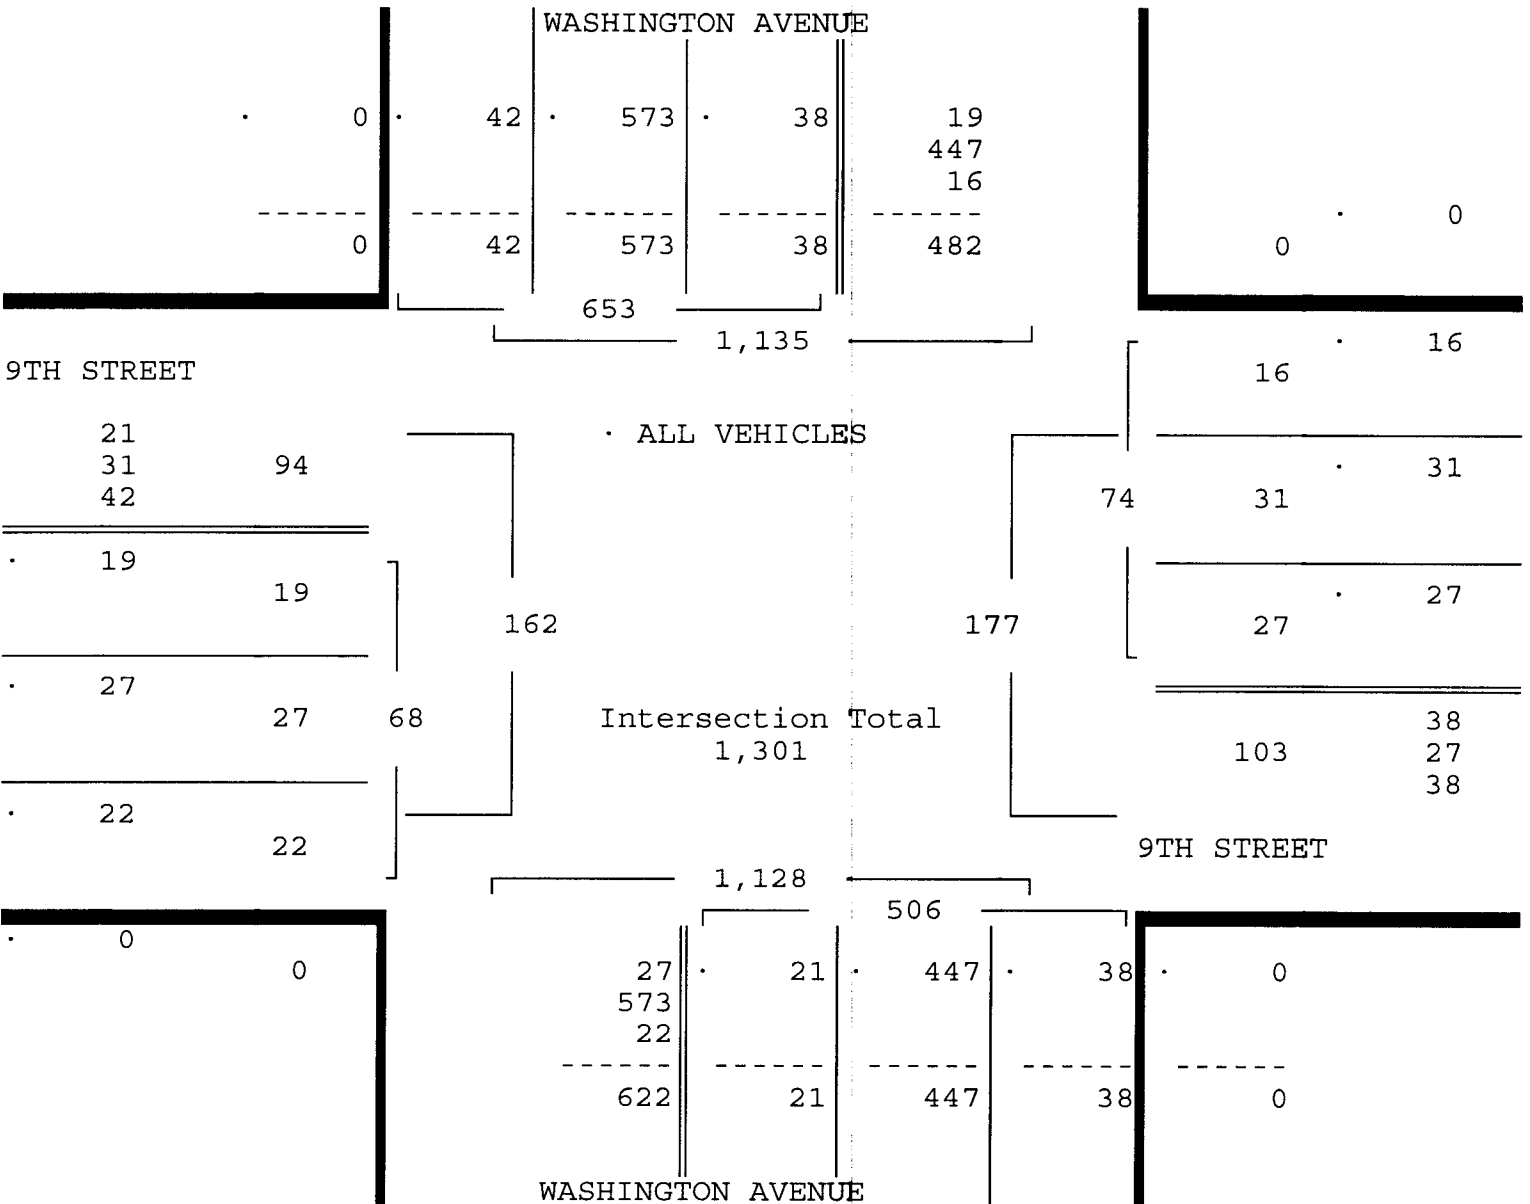 WASHINGTON AVENUE
· 0 · 42 · 573 · 38 19
447
16
------ ------ ------ ------ ------ · 0
0 42 573 38 482 0
653
1,135 · 16
9TH STREET 16
21 · ALL VEHICLES
31 94 · 31
42 74 31
· 19
19 · 27
162 177 27
· 27
27 68 Intersection Total 38
1,301 103 27
38
· 22
22 9TH STREET
1,128
506
· 0
0 27 · 21 · 447 · 38 · 0
573
22
------ ------ ------ ------ ------
622 21 447 38 0
WASHINGTON AVENUE